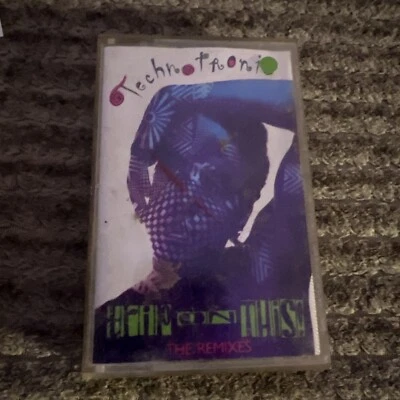 Technotronic
TRIP ON THIS!
THE REMIXES